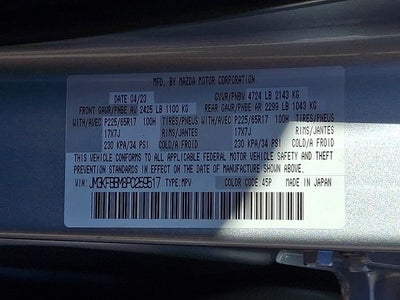 MFD. BY MAZDA MOTOR CORPORATION
DATE 04/23 GVWR/PNBV 4724 LB 2143 KG
FRONT GAWR/PNBE AV 2425 LB 1100 KG REAR GAWR/PNBE AR 2299 LB 1043 KG
WITH/AVEC P225/65R17 100H TIRES/PNEUS WITH/AVEC P225/65R17 100H TIRES/PNEUS
17X7J RIMS/JANTES 17X7J RIMS/JANTES
230 KPA/34 PSI COLD/A FROID 230 KPA/34 PSI COLD/A FROID
THIS VEHICLE CONFORMS TO ALL APPLICABLE FEDERAL MOTOR VEHICLE SAFETY AND THEFT
PREVENTION STANDARDS IN EFFECT ON THE DATE OF MANUFACTURE SHOWN ABOVE.
VIN: TYPE:MPV COLOR CODE 45P MADE IN JAPAN